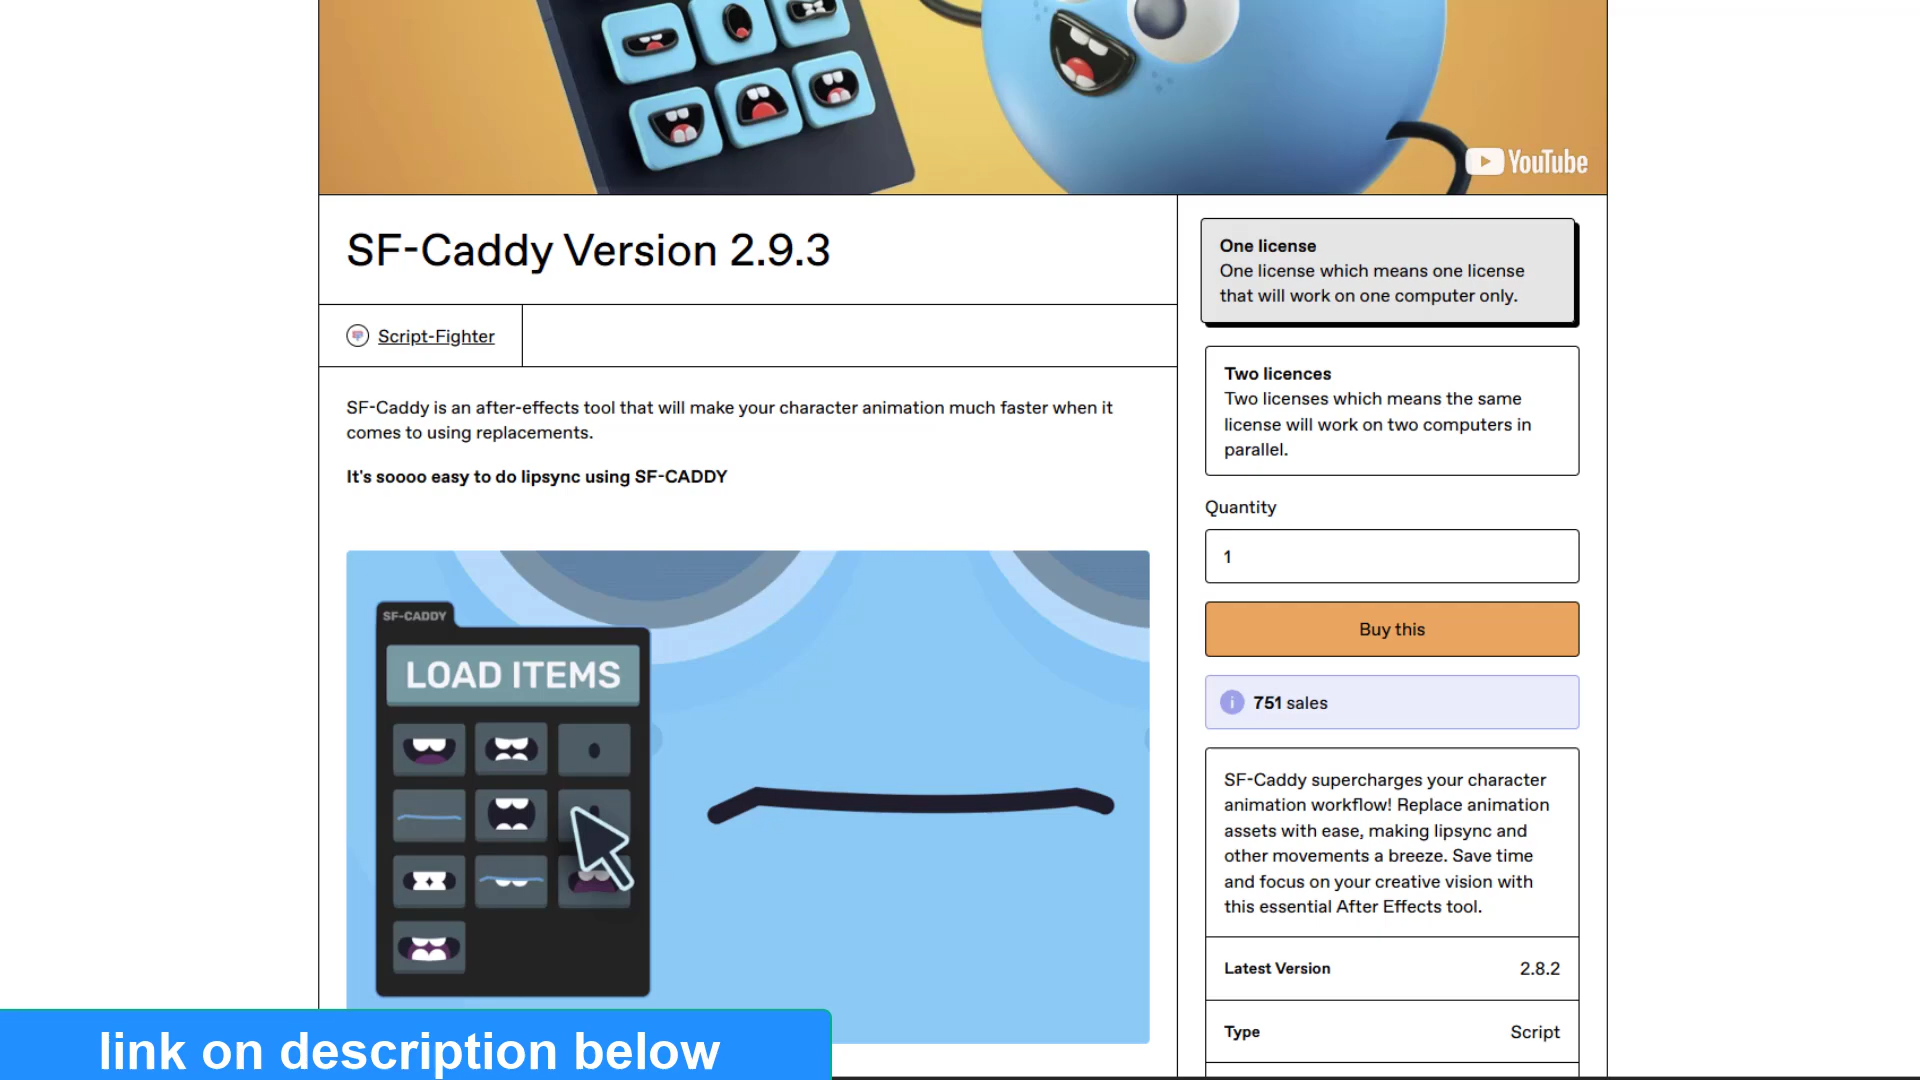 YouTube
SF-Caddy Version 2.9.3
Script-Fighter
SF-Caddy is an after-effects tool that will make your character animation much faster when it
comes to using replacements.
It's soooo easy to do lipsync using SF-CADDY
SF-CADDY
LOAD ITEMS
One license
One license which means one license
that will work on one computer only.
Two licences
Two licenses which means the same
license will work on two computers in
parallel.
Quantity
1
Buy this
751 sales
SF-Caddy supercharges your character
animation workflow! Replace animation
assets with ease, making lipsync and
other movements a breeze. Save time
and focus on your creative vision with
this essential After Effects tool.
Latest Version 2.8.2
Type Script
link on description below